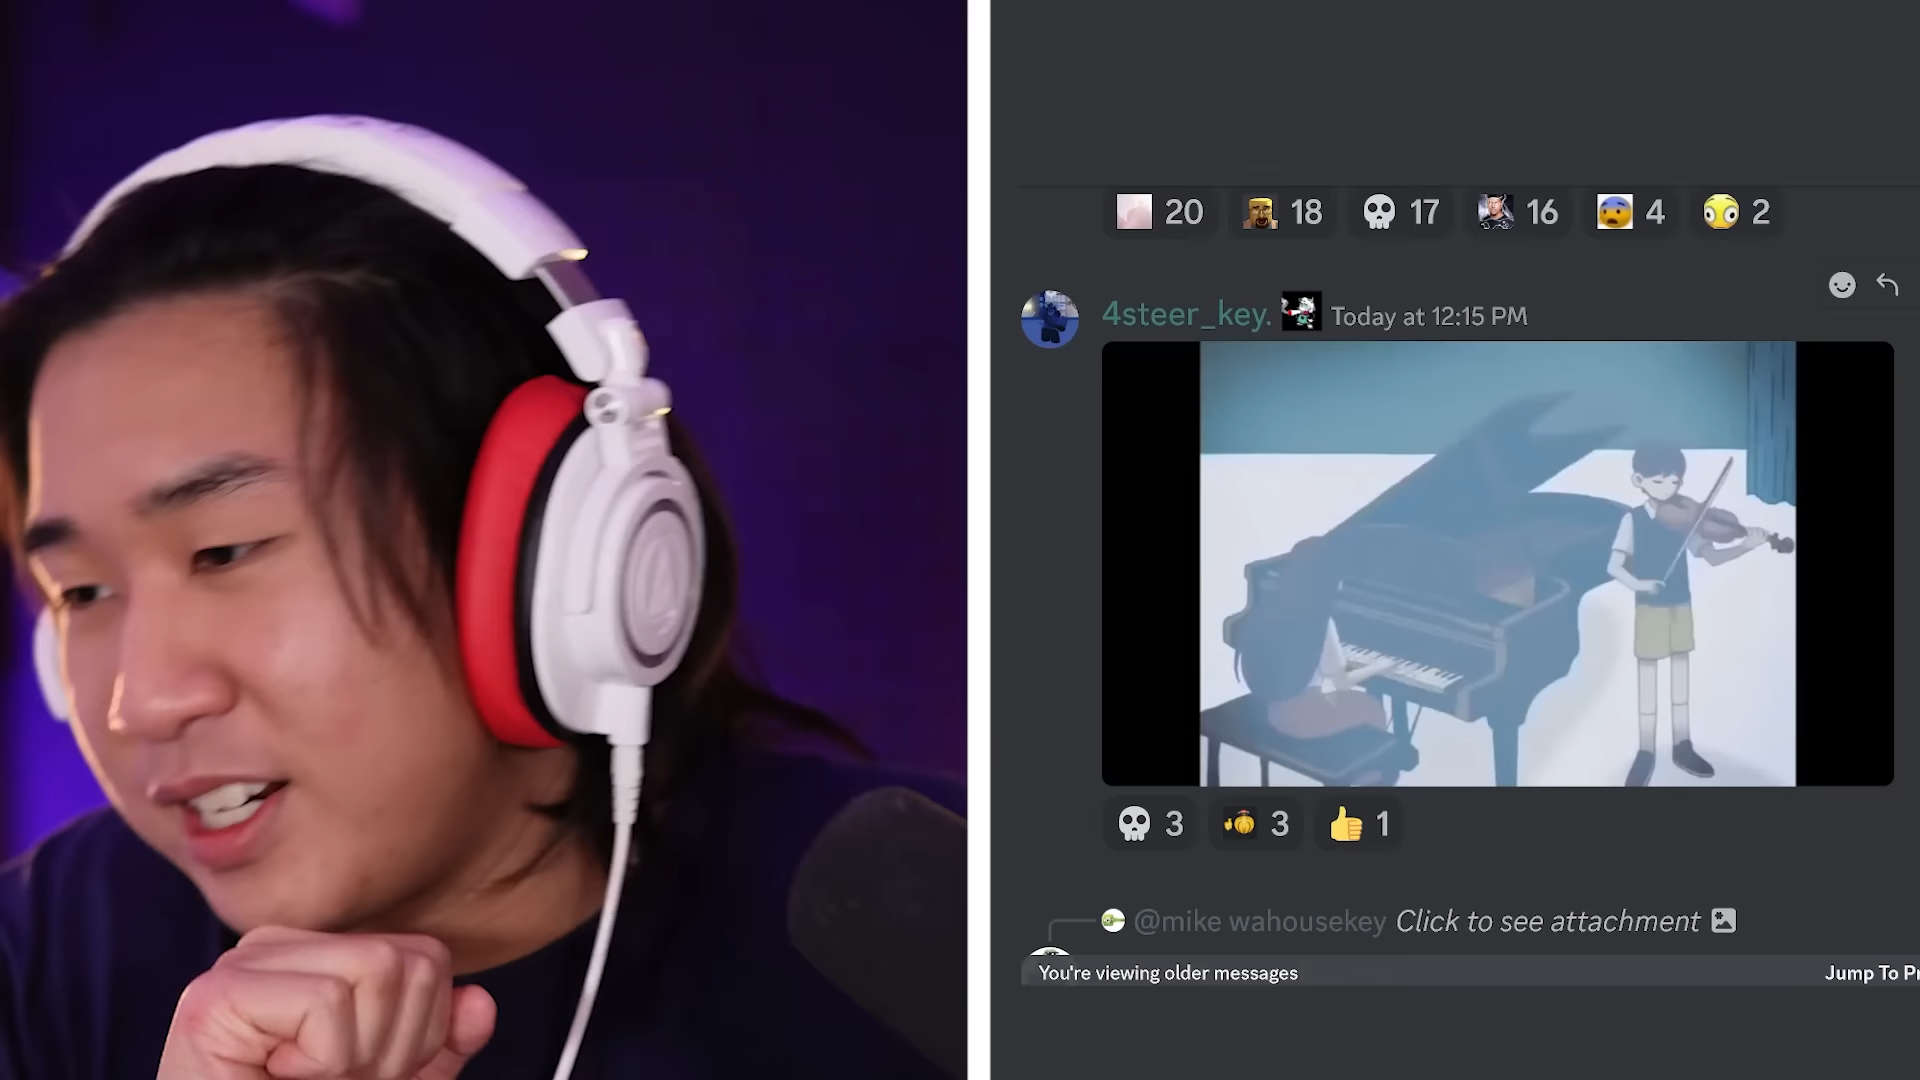 20 18 17 16 4 2
4steer_key. Today at 12:15 PM
3 3 1
@mike wahousekey Click to see attachment
You're viewing older messages Jump To Pr